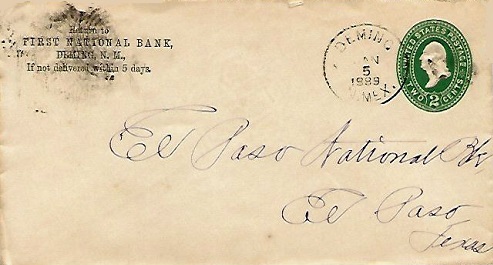 Return to
FIRST NATIONAL BANK,
DEMING, N. M.,
If not delivered within 5 days.
DEMING
JAN
5
1889
N. MEX.
UNITED STATES POSTAGE
TWO 2 CENTS
El Paso National Bk
El Paso
Texas